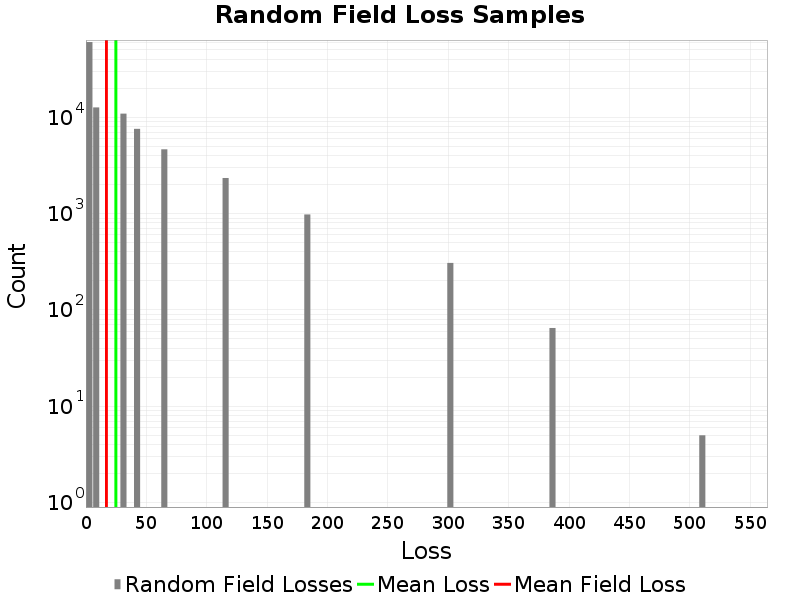 Random Field Loss Samples
Count
10^4
10^3
10^2
10^1
10^0
0 50 100 150 200 250 300 350 400 450 500 550
Loss
Random Field Losses Mean Loss Mean Field Loss